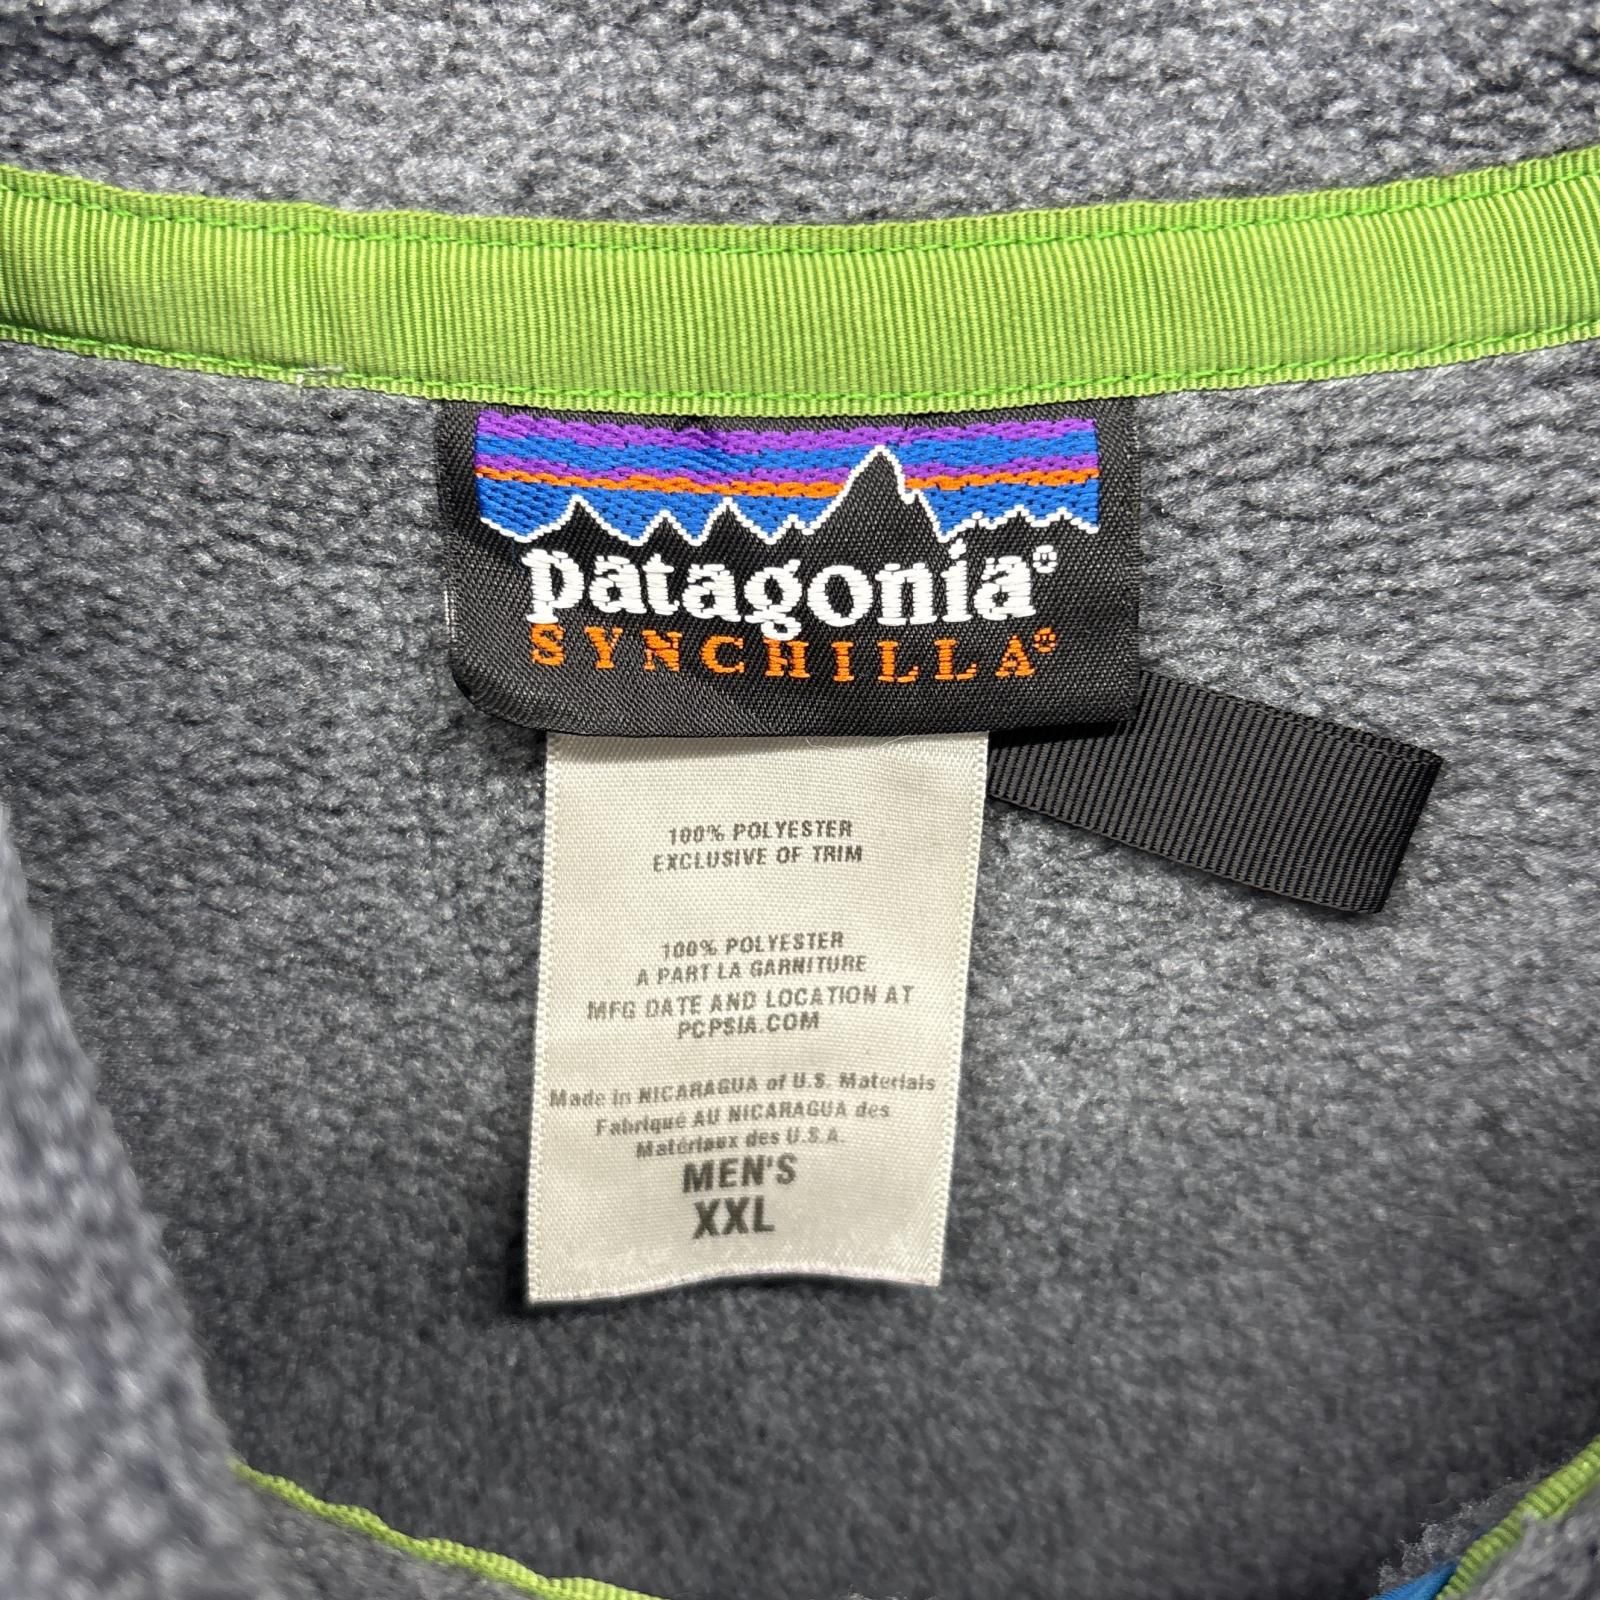 patagonia®
SYNCHILLA®
100% POLYESTER
EXCLUSIVE OF TRIM
100% POLYESTER
A PART LA GARNITURE
MFG DATE AND LOCATION AT
PCPSIA.COM
Made in NICARAGUA of U.S. Materials
Fabriqué AU NICARAGUA des
Matériaux des U.S.A.
MEN'S
XXL